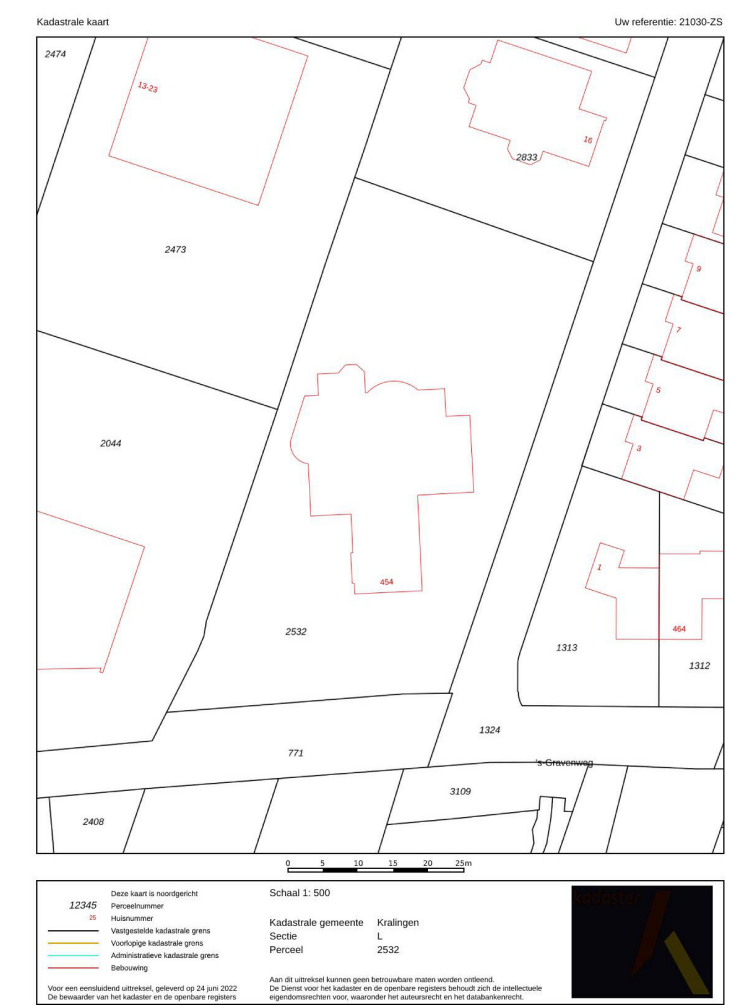 Kadastrale kaart
Uw referentie: 21030-ZS
2474
13-23
16
2833
2473
9
7
5
3
2044
454
1
464
2532
1313
1312
1324
771
's-Gravenweg
3109
2408
0 5 10 15 20 25m
Deze kaart is noordgericht
12345 Perceelnummer
25 Huisnummer
Vastgestelde kadastrale grens
Voorlopige kadastrale grens
Administratieve kadastrale grens
Bebouwing
Voor een eensluidend uittreksel, geleverd op 24 juni 2022
De bewaarder van het kadaster en de openbare registers
Schaal 1: 500
Kadastrale gemeente Kralingen
Sectie L
Perceel 2532
Aan dit uittreksel kunnen geen betrouwbare maten worden ontleend.
De Dienst voor het kadaster en de openbare registers behoudt zich de intellectuele
eigendomsrechten voor, waaronder het auteursrecht en het databankenrecht.
kadaster